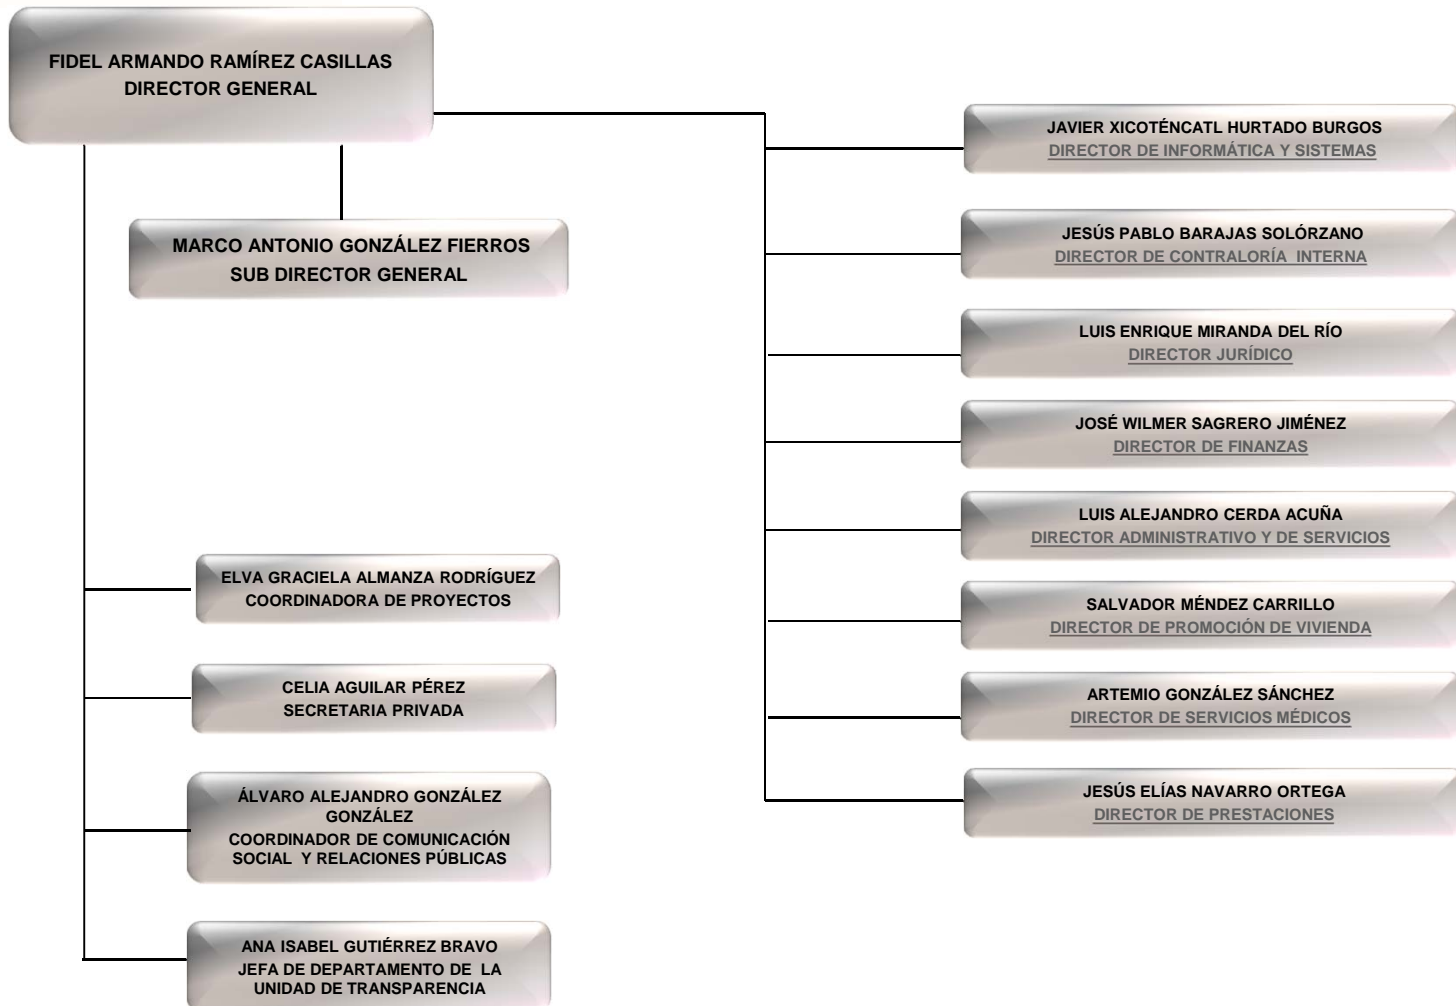 FIDEL ARMANDO RAMÍREZ CASILLAS
DIRECTOR GENERAL
MARCO ANTONIO GONZÁLEZ FIERROS
SUB DIRECTOR GENERAL
ELVA GRACIELA ALMANZA RODRÍGUEZ
COORDINADORA DE PROYECTOS
CELIA AGUILAR PÉREZ
SECRETARIA PRIVADA
ÁLVARO ALEJANDRO GONZÁLEZ
GONZÁLEZ
COORDINADOR DE COMUNICACIÓN
SOCIAL Y RELACIONES PÚBLICAS
ANA ISABEL GUTIÉRREZ BRAVO
JEFA DE DEPARTAMENTO DE LA
UNIDAD DE TRANSPARENCIA
JAVIER XICOTÉNCATL HURTADO BURGOS
DIRECTOR DE INFORMÁTICA Y SISTEMAS
JESÚS PABLO BARAJAS SOLÓRZANO
DIRECTOR DE CONTRALORÍA INTERNA
LUIS ENRIQUE MIRANDA DEL RÍO
DIRECTOR JURÍDICO
JOSÉ WILMER SAGRERO JIMÉNEZ
DIRECTOR DE FINANZAS
LUIS ALEJANDRO CERDA ACUÑA
DIRECTOR ADMINISTRATIVO Y DE SERVICIOS
SALVADOR MÉNDEZ CARRILLO
DIRECTOR DE PROMOCIÓN DE VIVIENDA
ARTEMIO GONZÁLEZ SÁNCHEZ
DIRECTOR DE SERVICIOS MÉDICOS
JESÚS ELÍAS NAVARRO ORTEGA
DIRECTOR DE PRESTACIONES